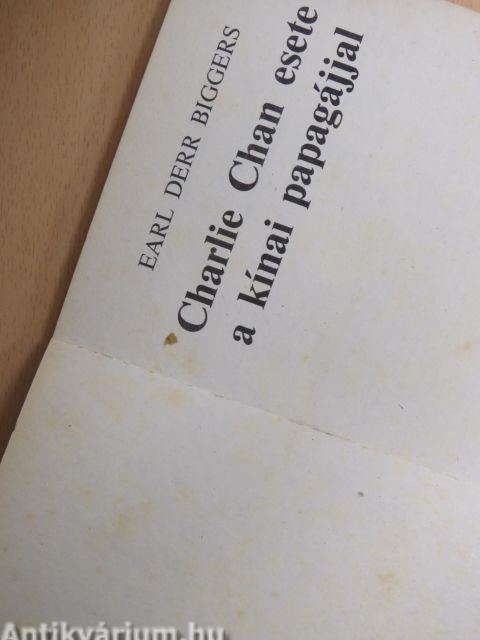 EARL DERR BIGGERS
Charlie Chan esete
a kínai papagájjal
Antikvárium.hu